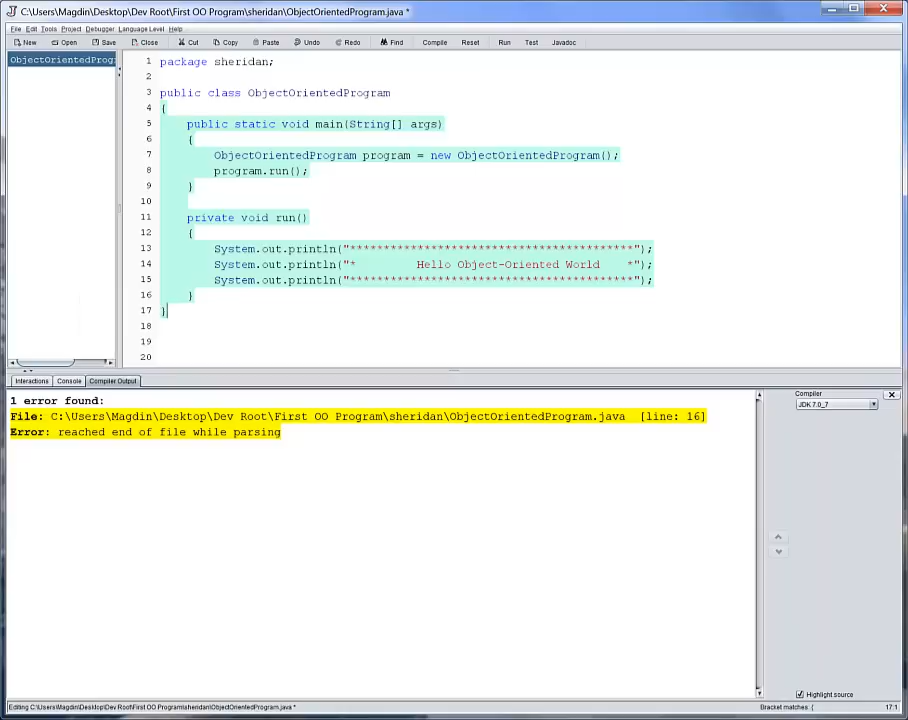 C:\Users\Magdin\Desktop\Dev Root\First OO Program\sheridan\ObjectOrientedProgram.java *
File Edit Tools Project Debugger Language Level Help
New Open Save Close Cut Copy Paste Undo Redo Find Compile Reset Run Test Javadoc
ObjectOrientedProgr
1 package sheridan;
2
3 public class ObjectOrientedProgram
4 {
5 public static void main(String[] args)
6 {
7 ObjectOrientedProgram program = new ObjectOrientedProgram();
8 program.run();
9 }
10
11 private void run()
12 {
13 System.out.println("******************************************");
14 System.out.println("* Hello Object-Oriented World *");
15 System.out.println("******************************************");
16 }
17 }
18
19
20
Interactions Console Compiler Output
1 error found:
File: C:\Users\Magdin\Desktop\Dev Root\First OO Program\sheridan\ObjectOrientedProgram.java [line: 16]
Error: reached end of file while parsing
Compiler
JDK 7.0_7
Highlight source
Editing C:\Users\Magdin\Desktop\Dev Root\First OO Program\sheridan\ObjectOrientedProgram.java *
Bracket matches: {
17:1